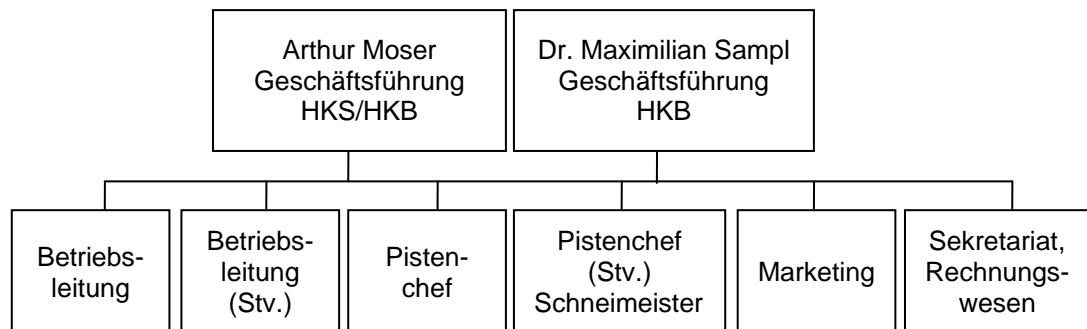 Arthur Moser
Geschäftsführung
HKS/HKB
Dr. Maximilian Sampl
Geschäftsführung
HKB
Betriebs-
leitung
Betriebs-
leitung
(Stv.)
Pisten-
chef
Pistenchef
(Stv.)
Schneimeister
Marketing
Sekretariat,
Rechnungs-
wesen